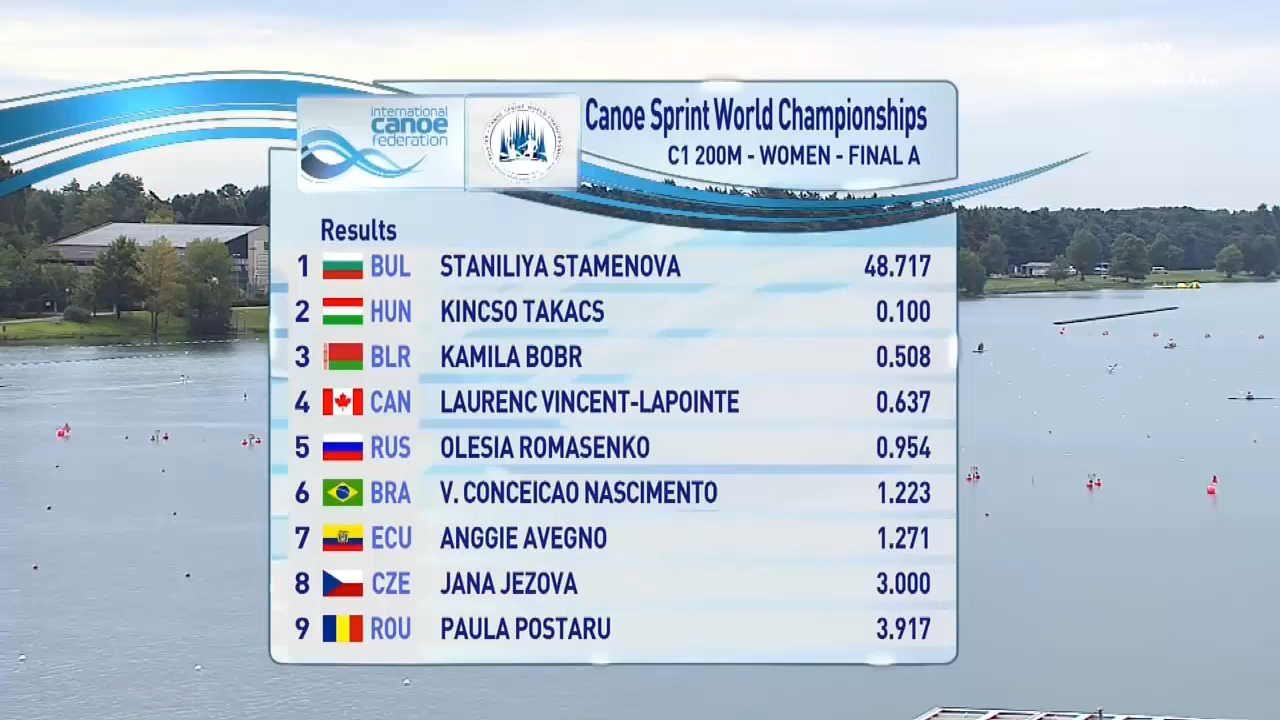 international
canoe
federation
Canoe Sprint World Championships
C1 200M - WOMEN - FINAL A
Results
1 BUL STANILIYA STAMENOVA 48.717
2 HUN KINCSO TAKACS 0.100
3 BLR KAMILA BOBR 0.508
4 CAN LAURENC VINCENT-LAPOINTE 0.637
5 RUS OLESIA ROMASENKO 0.954
6 BRA V. CONCEICAO NASCIMENTO 1.223
7 ECU ANGGIE AVEGNO 1.271
8 CZE JANA JEZOVA 3.000
9 ROU PAULA POSTARU 3.917